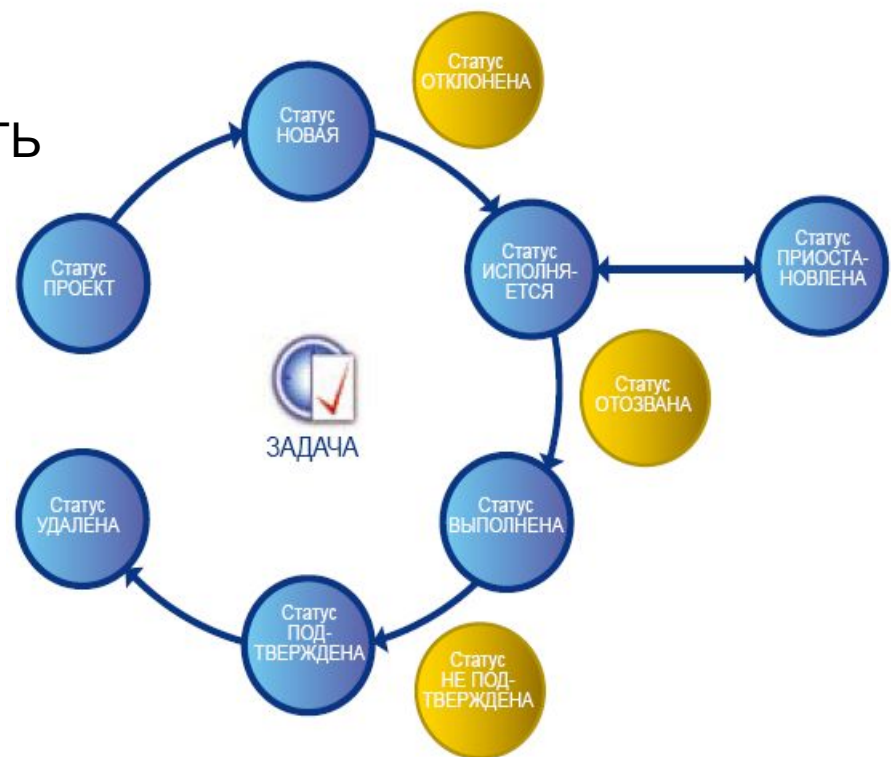 Статус
ОТКЛОНЕНА
Статус
НОВАЯ
ТЬ
Статус
ПРОЕКТ
Статус
ИСПОЛНЯ-
ЕТСЯ
Статус
ПРИОСТА-
НОВЛЕНА
Статус
ОТОЗВАНА
ЗАДАЧА
Статус
УДАЛЕНА
Статус
ВЫПОЛНЕНА
Статус
ПОД-
ТВЕРЖДЕНА
Статус
НЕ ПОД-
ТВЕРЖДЕНА